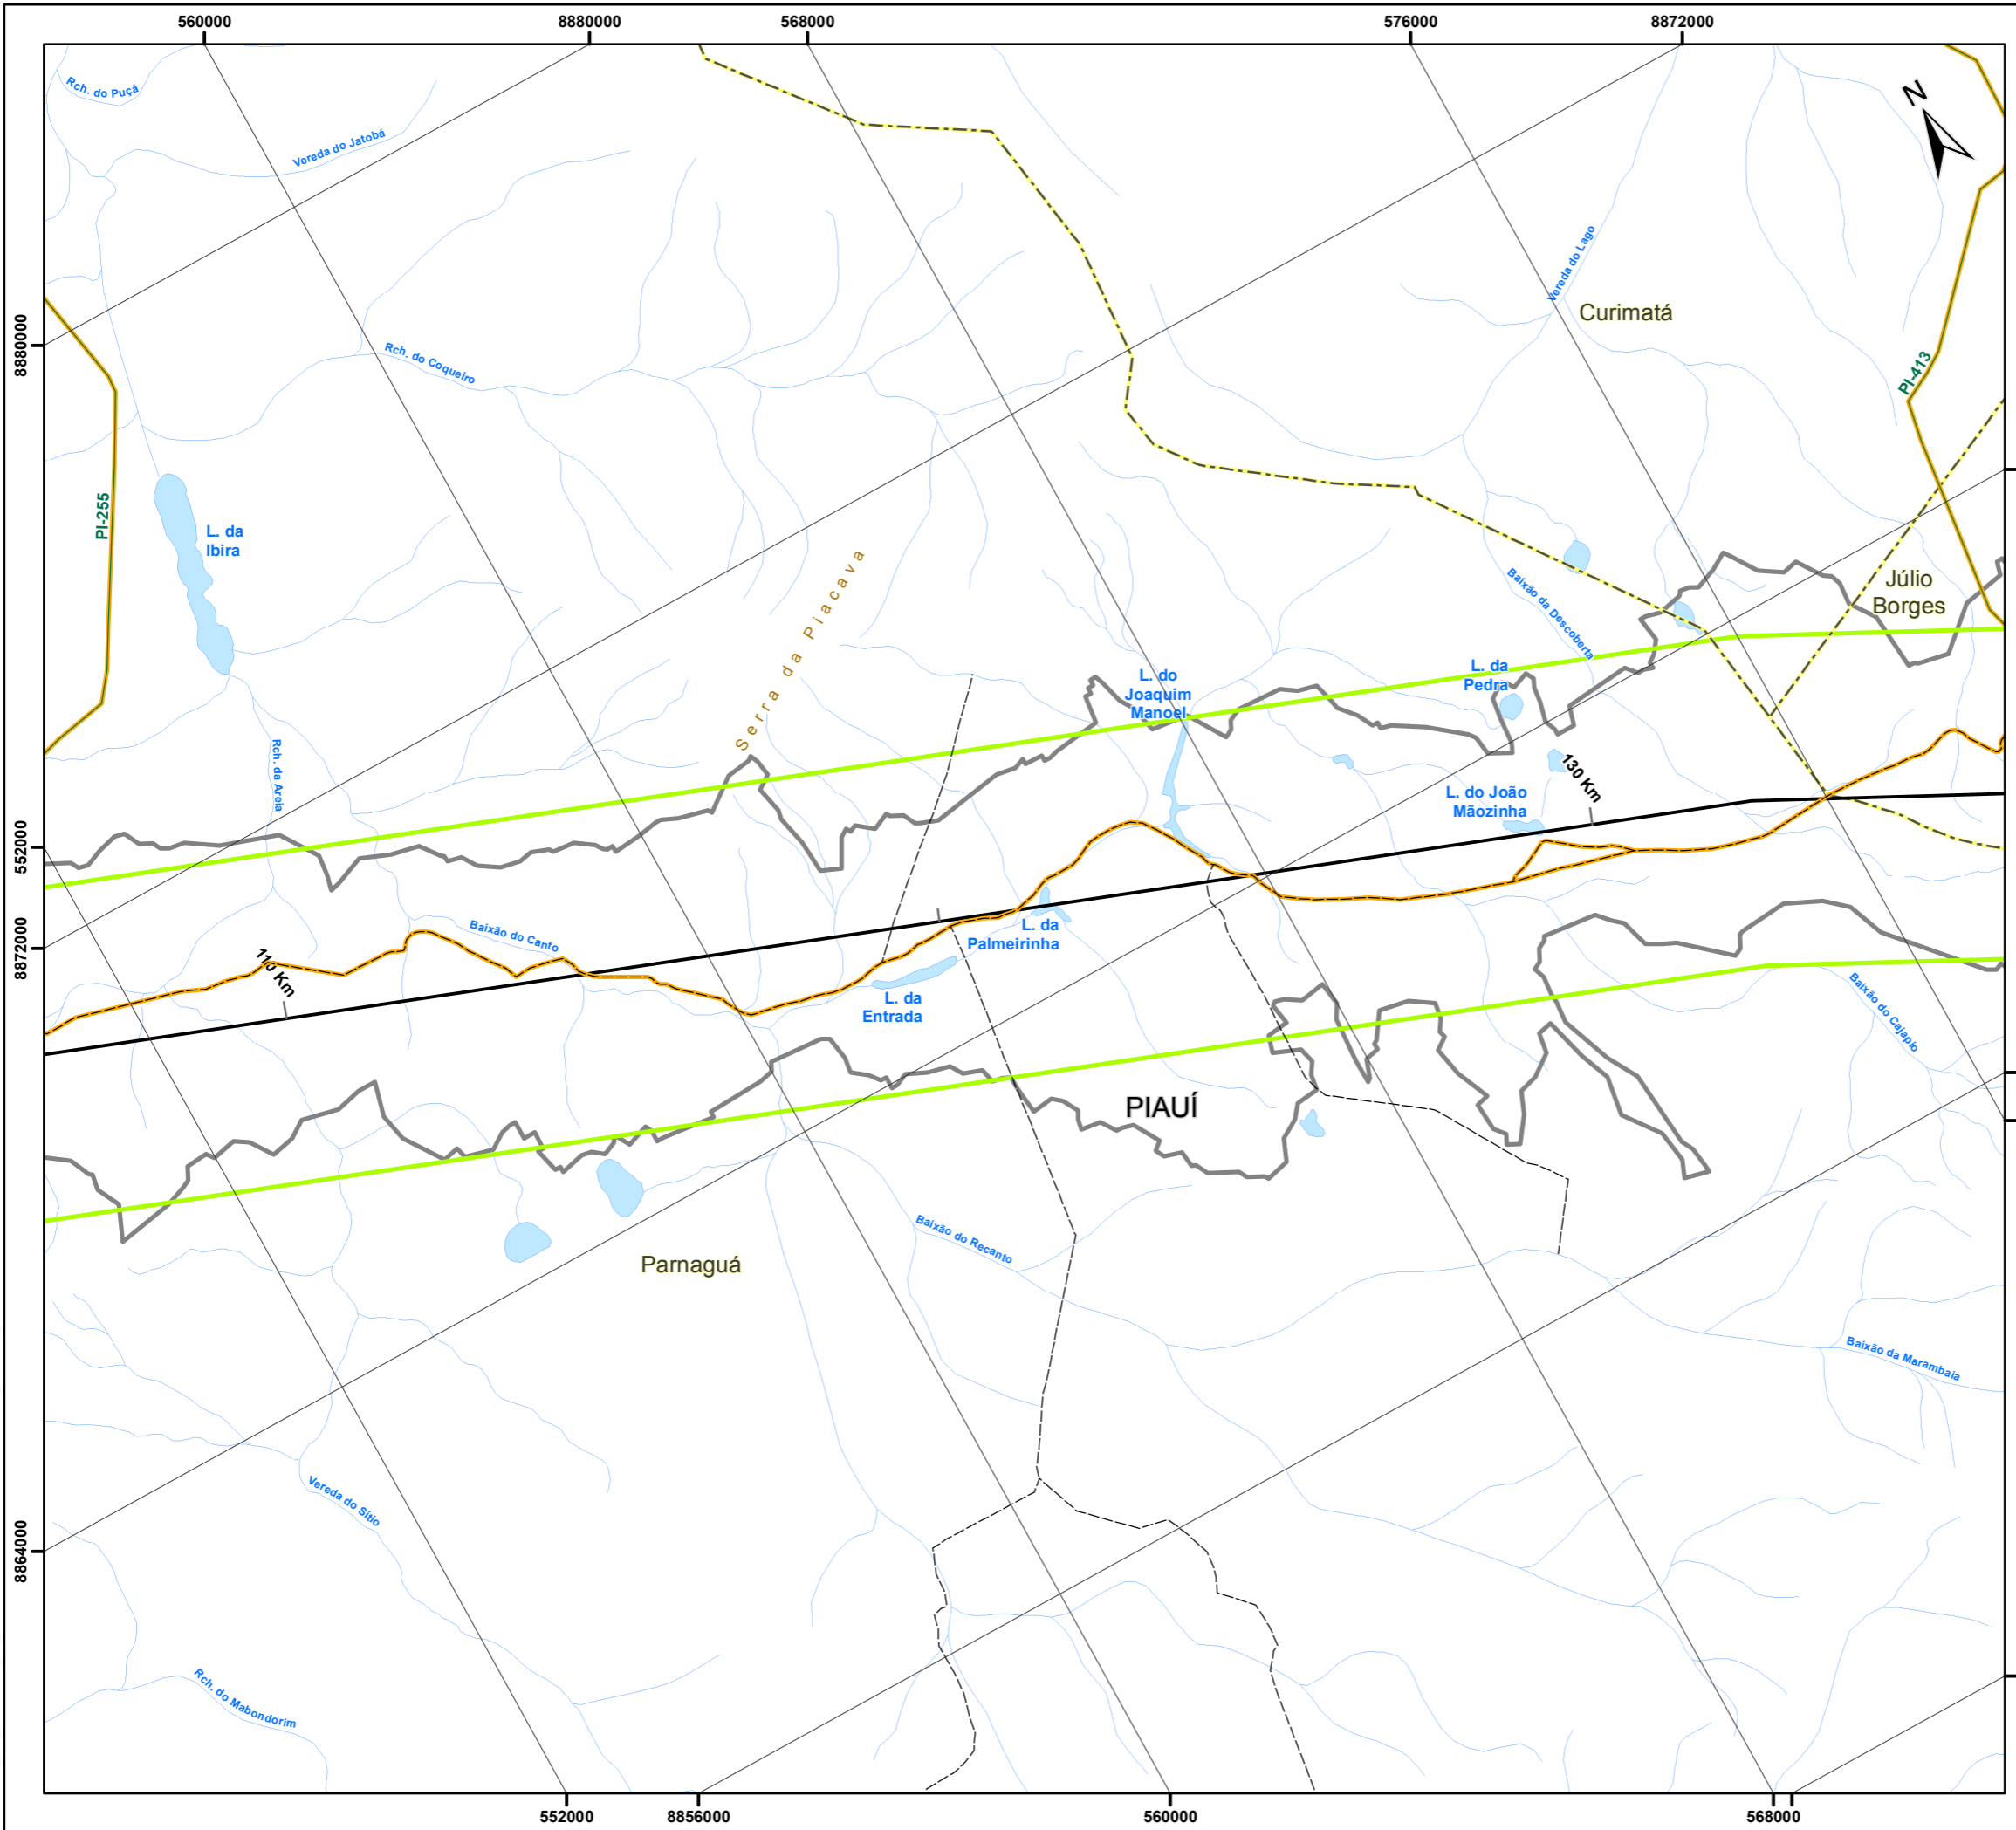 560000
8880000
568000
576000
8872000
Rch. do Puçá
Vereda do Jatobá
N
Vereda do Lago
Curimatá
8880000
Rch. do Coqueiro
PI-413
PI-255
L. da
Ibira
Serra da Piacava
Baixão da Descoberta
Júlio
Borges
L. do
Joaquim
Manoel
L. da
Pedra
Rch. da Areia
130 Km
L. do João
Mãozinha
552000
8872000
Baixão do Canto
110 Km
L. da
Palmeirinha
L. da
Entrada
Baixão do Cajapio
PIAUÍ
Baixão do Recanto
Parnaguá
Baixão da Marambaia
Vereda do Sítio
8864000
Rch. do Mabondorim
552000
8856000
560000
568000